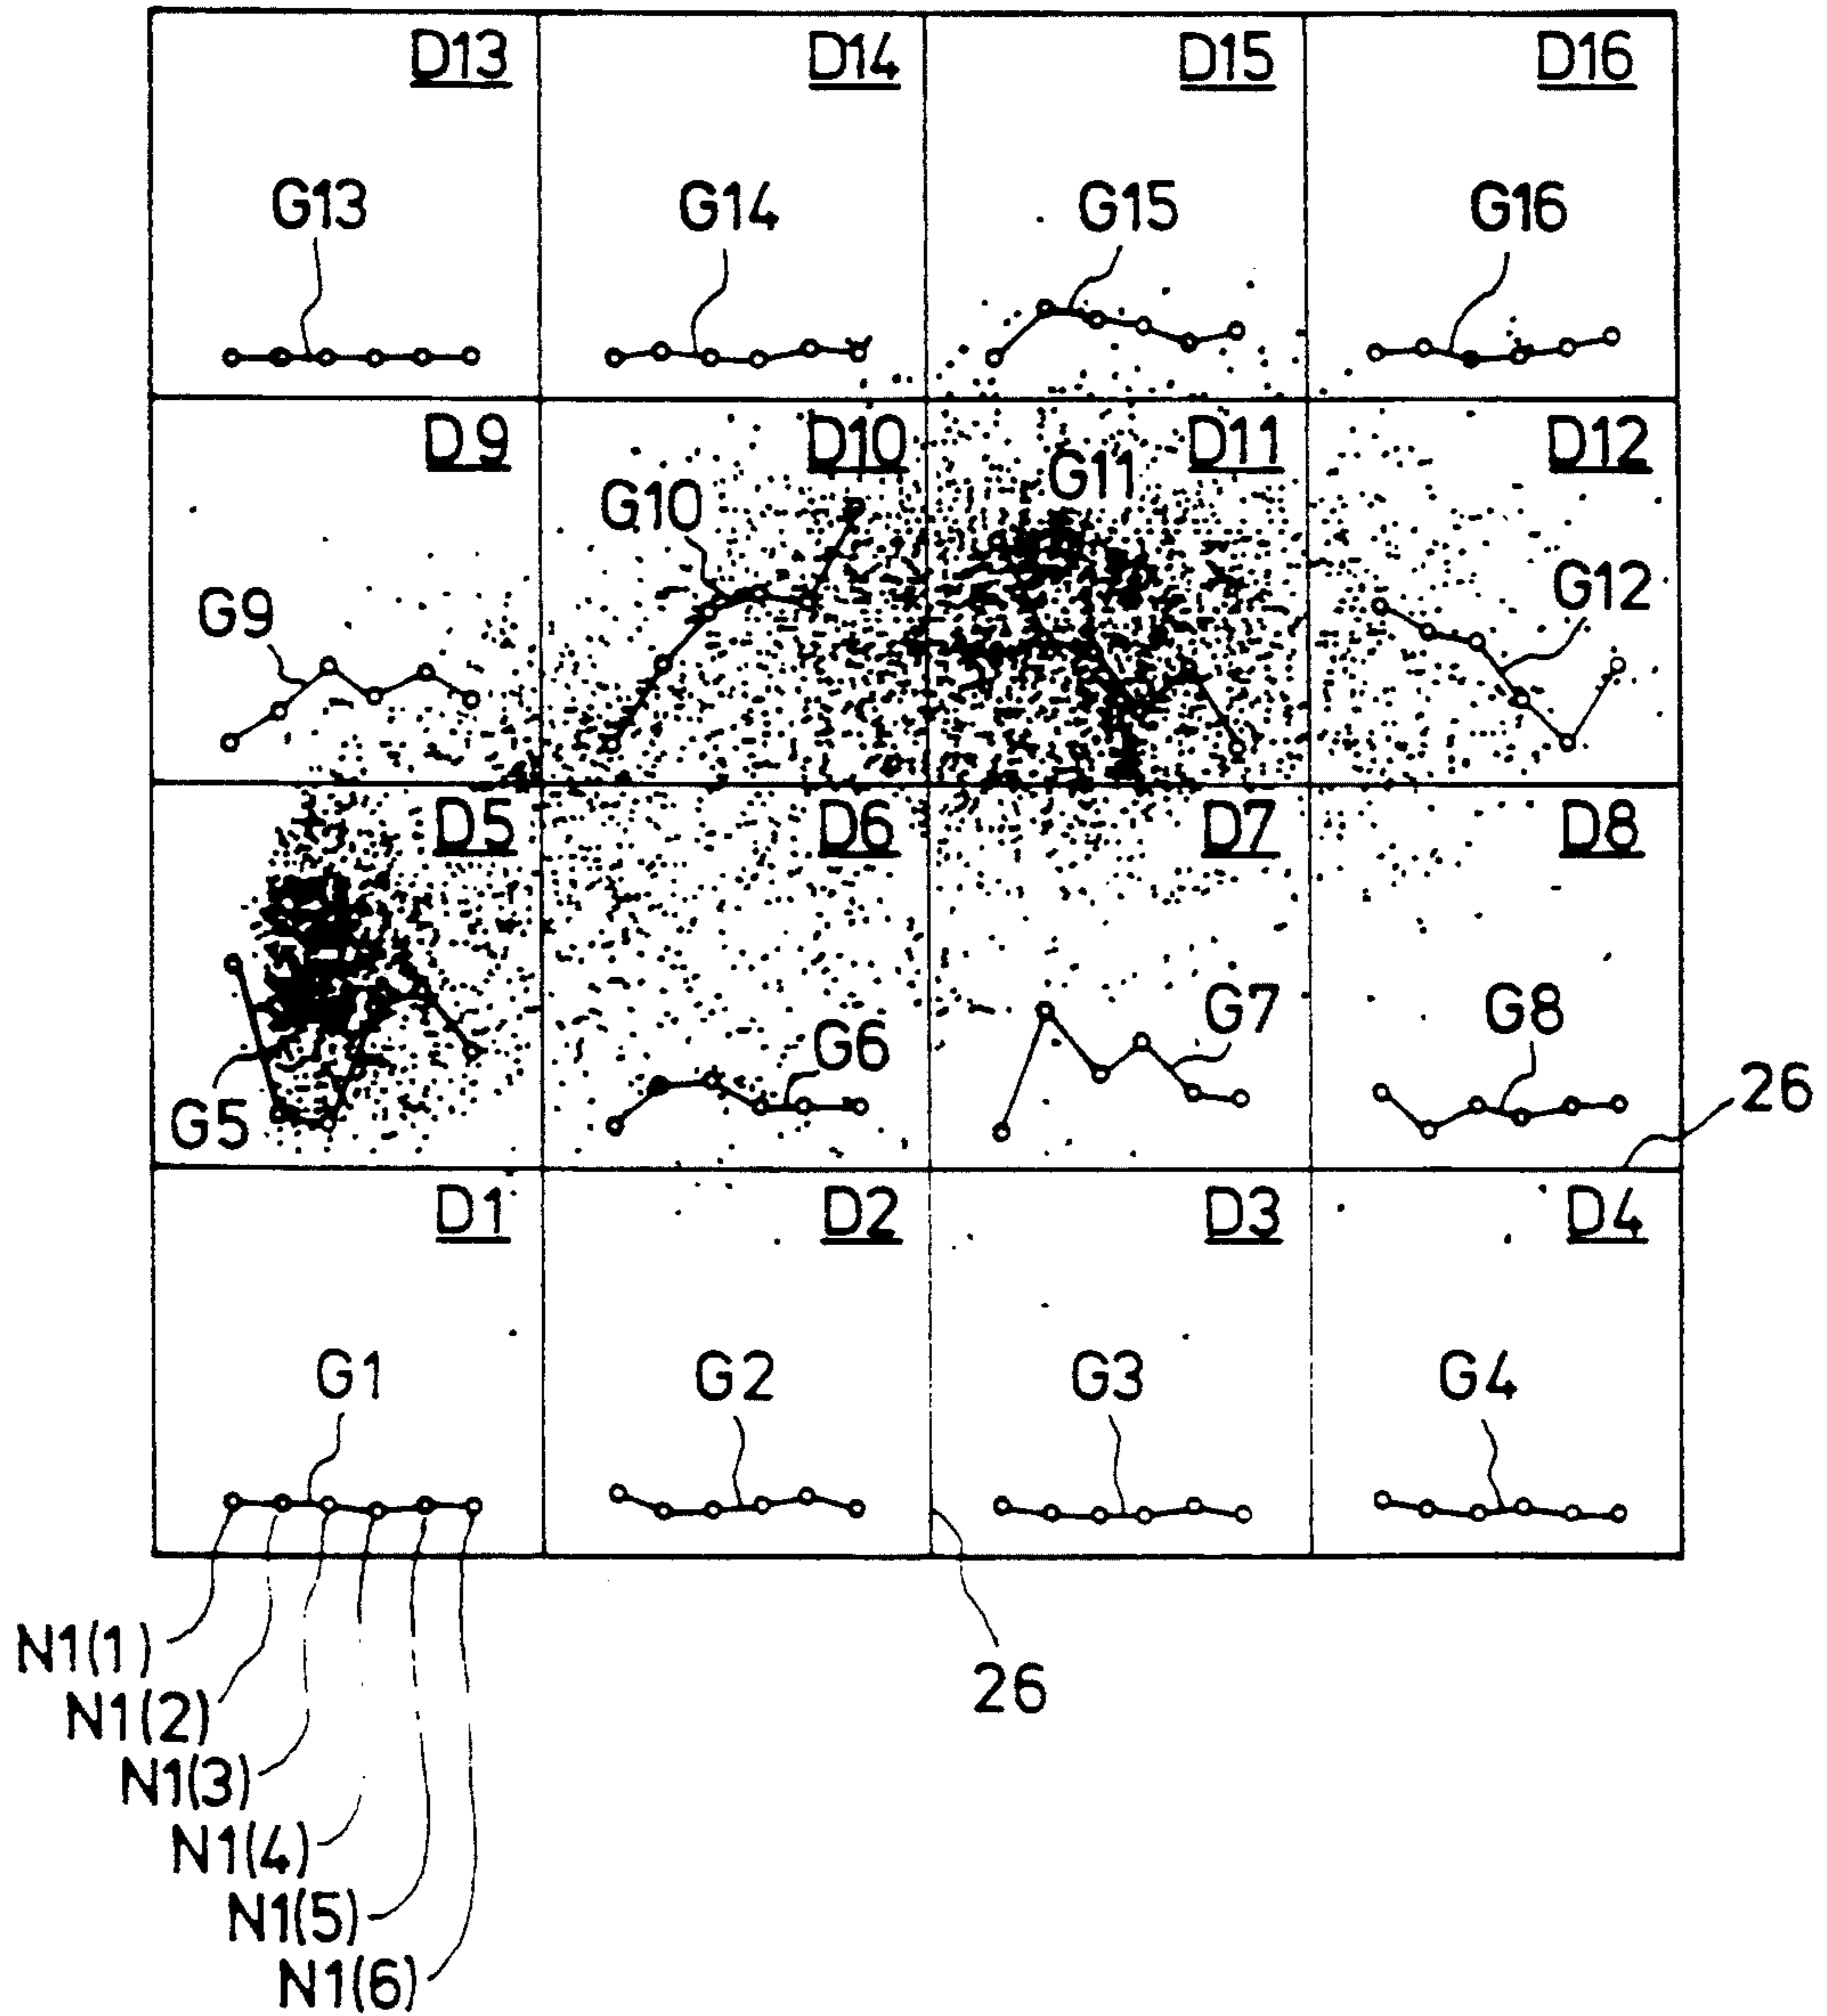 D13 D14 D15 D16
G13 G14 G15 G16
D9 D10 D11 D12
G10 G11
G9 G12
D5 D6 D7 D8
G5 G6 G7 G8
26
D1 D2 D3 D4
G1 G2 G3 G4
N1(1)
26
N1(2)
N1(3)
N1(4)
N1(5)
N1(6)